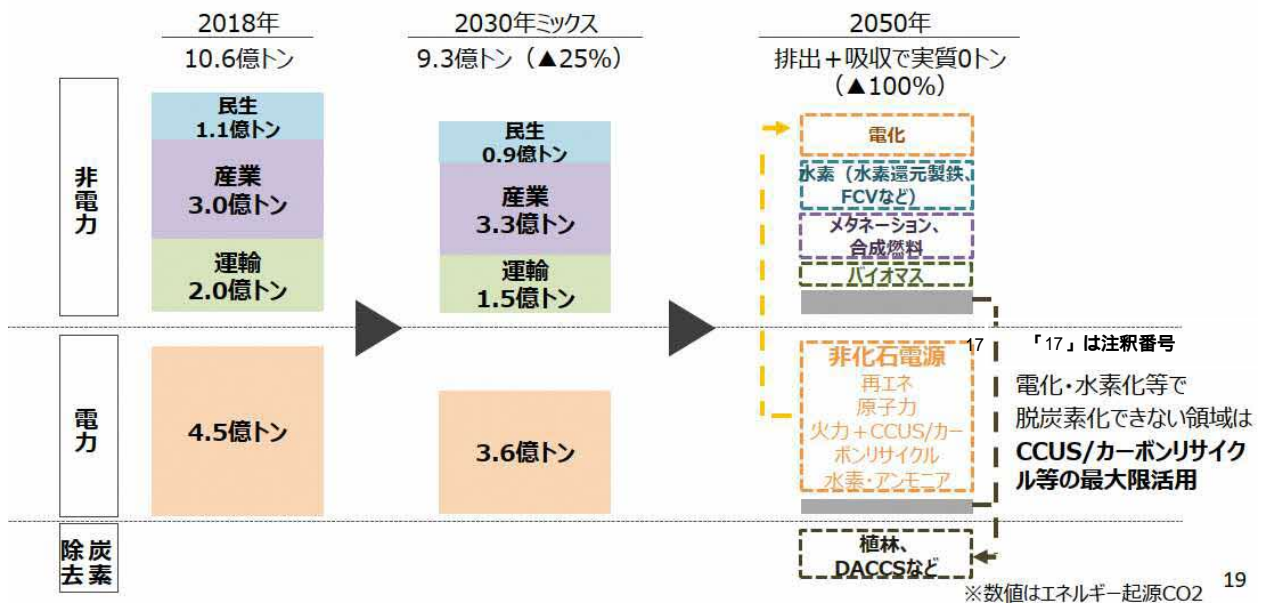 2018年
10.6億トン
2030年ミックス
9.3億トン（▲25%）
2050年
排出＋吸収で実質0トン
（▲100%）
非電力
民生
1.1億トン
産業
3.0億トン
運輸
2.0億トン
民生
0.9億トン
産業
3.3億トン
運輸
1.5億トン
電化
水素（水素還元製鉄、
FCVなど）
メタネーション、
合成燃料
バイオマス
電力
4.5億トン
3.6億トン
非化石電源
17
再エネ
原子力
火力＋CCUS/カー
ボンリサイクル
水素・アンモニア
「17」は注釈番号
電化・水素化等で
脱炭素化できない領域は
CCUS/カーボンリサイク
ル等の最大限活用
炭素
除去
植林、
DACCSなど
※数値はエネルギー起源CO2
19